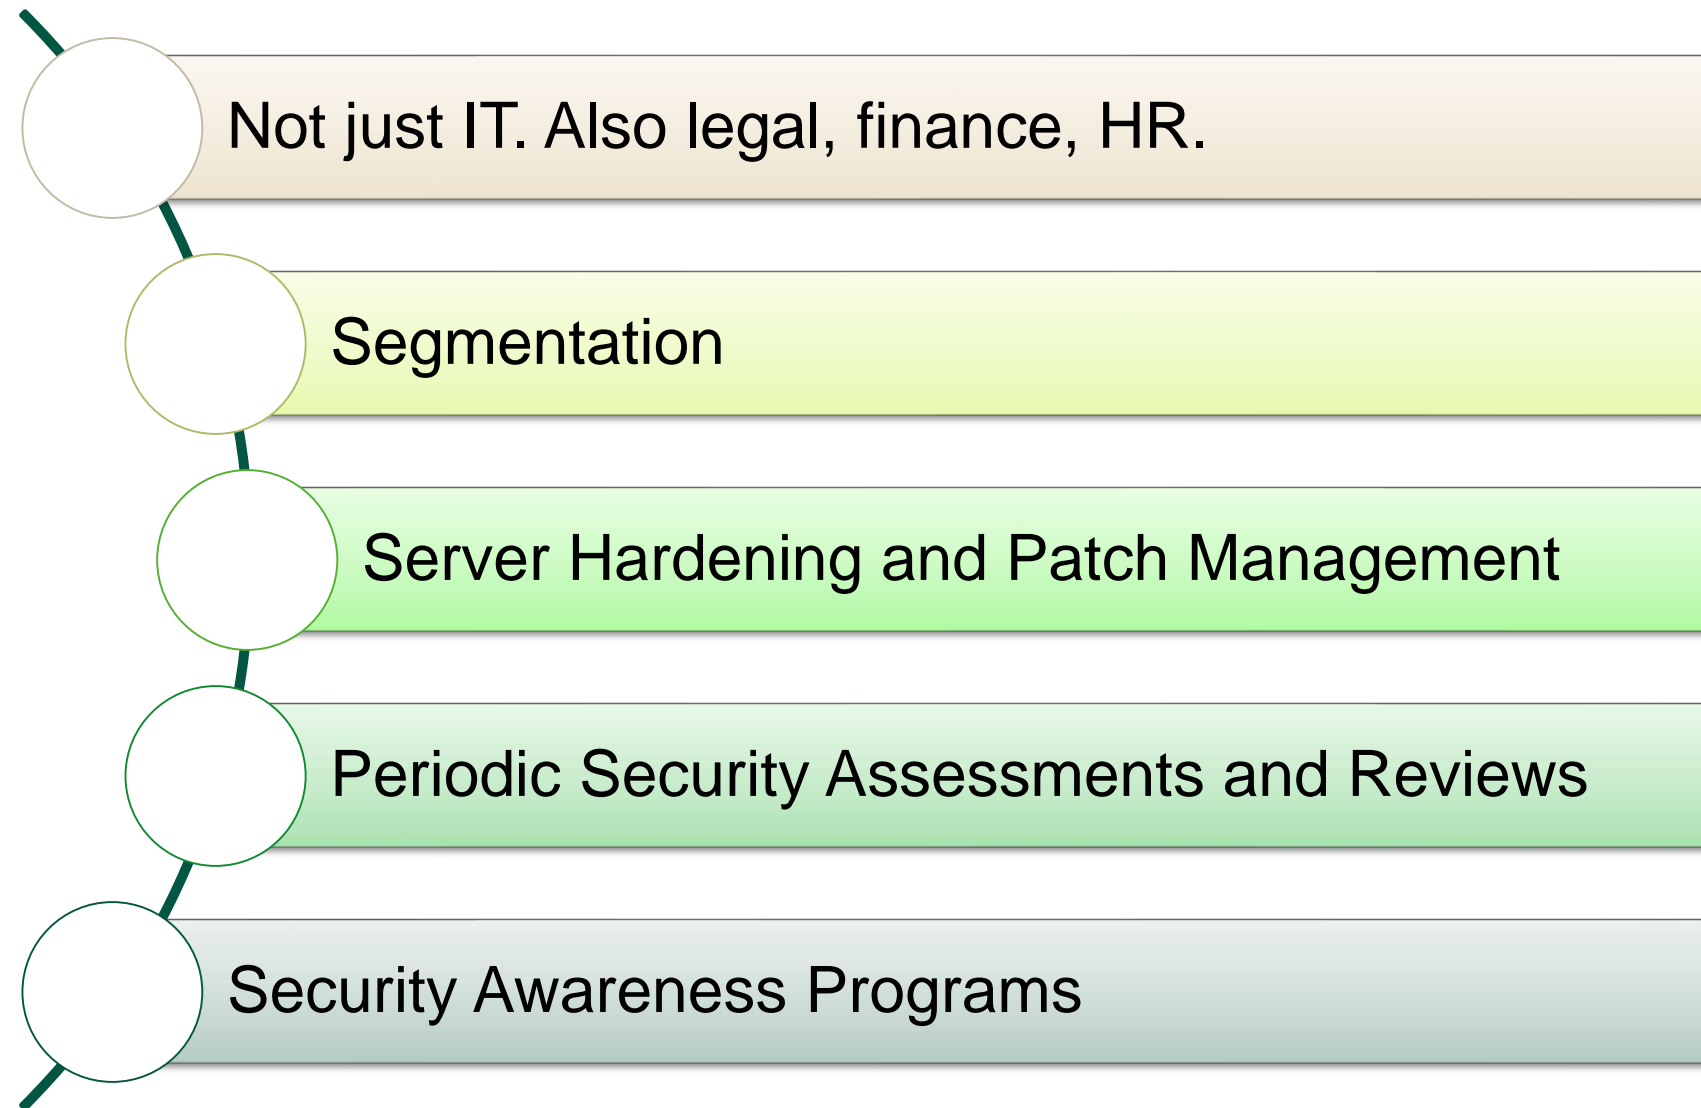 Not just IT. Also legal, finance, HR.
Segmentation
Server Hardening and Patch Management
Periodic Security Assessments and Reviews
Security Awareness Programs